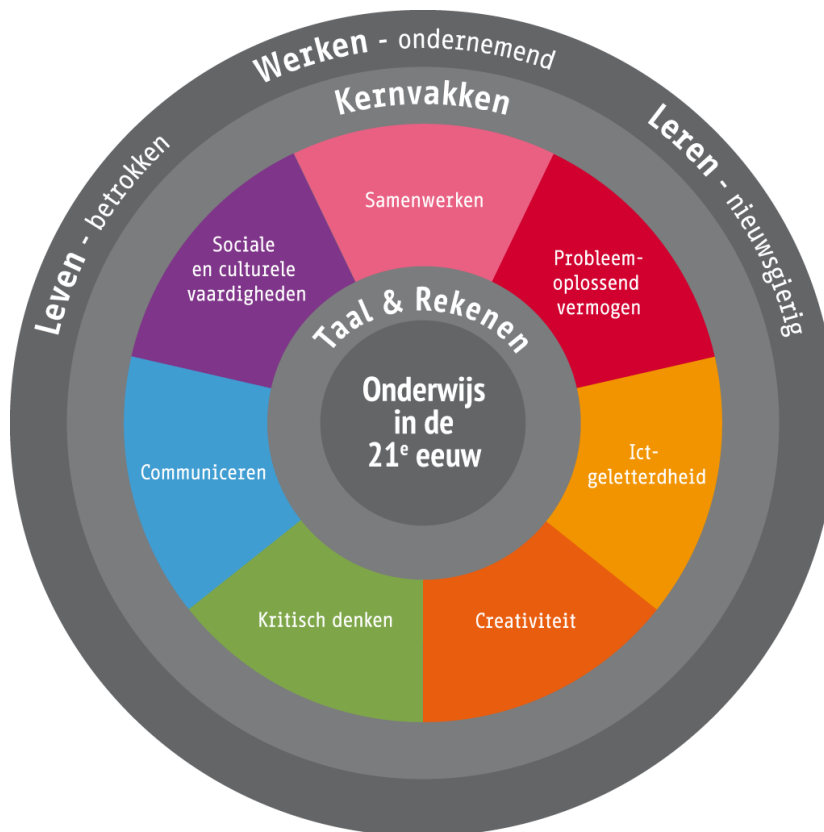 Werken - ondernemend
Leven - betrokken
Leren - nieuwsgierig
Kernvakken
Samenwerken
Sociale
en culturele
vaardigheden
Probleem-
oplossend
vermogen
Taal & Rekenen
Onderwijs
in de
21e eeuw
Communiceren
Ict-
geletterdheid
Kritisch denken
Creativiteit